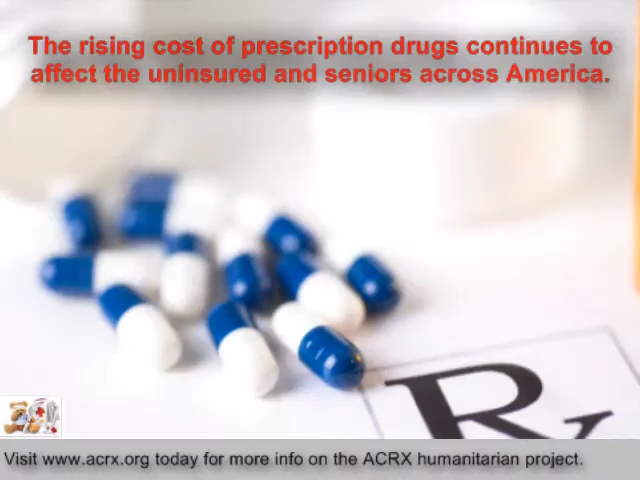 The rising cost of prescription drugs continues to
affect the uninsured and seniors across America.
Rx
Visit www.acrx.org today for more info on the ACRX humanitarian project.